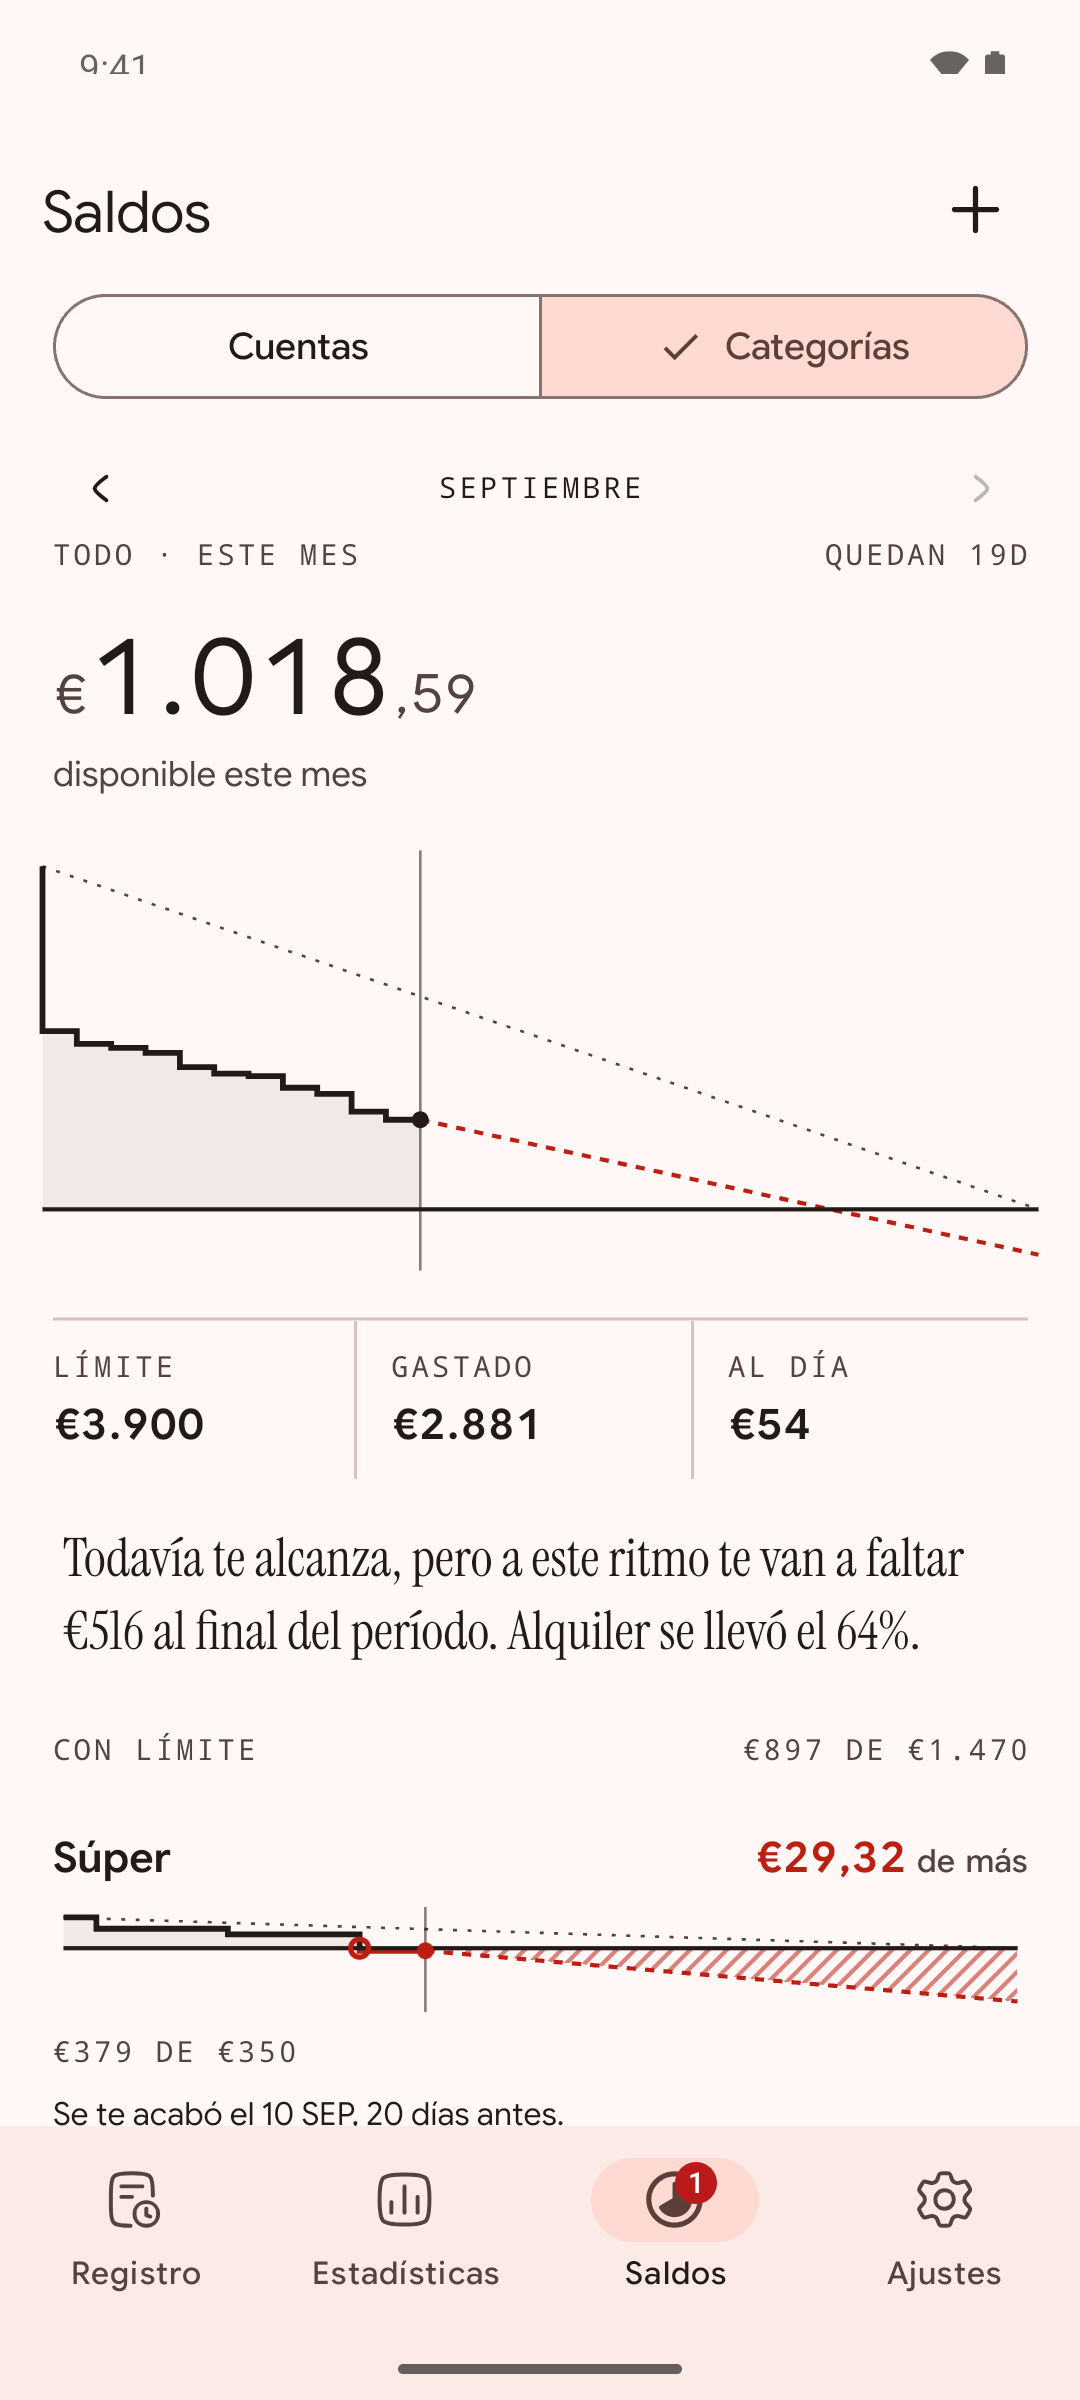 9:41
Saldos
Cuentas
Categorías
SEPTIEMBRE
TODO · ESTE MES
QUEDAN 19D
€1.018,59
disponible este mes
LÍMITE
GASTADO
AL DÍA
€3.900
€2.881
€54
Todavía te alcanza, pero a este ritmo te van a faltar
€516 al final del período. Alquiler se llevó el 64%.
CON LÍMITE
€897 DE €1.470
Súper
€29,32 de más
€379 DE €350
Se te acabó el 10 SEP, 20 días antes.
1
Registro
Estadísticas
Saldos
Ajustes